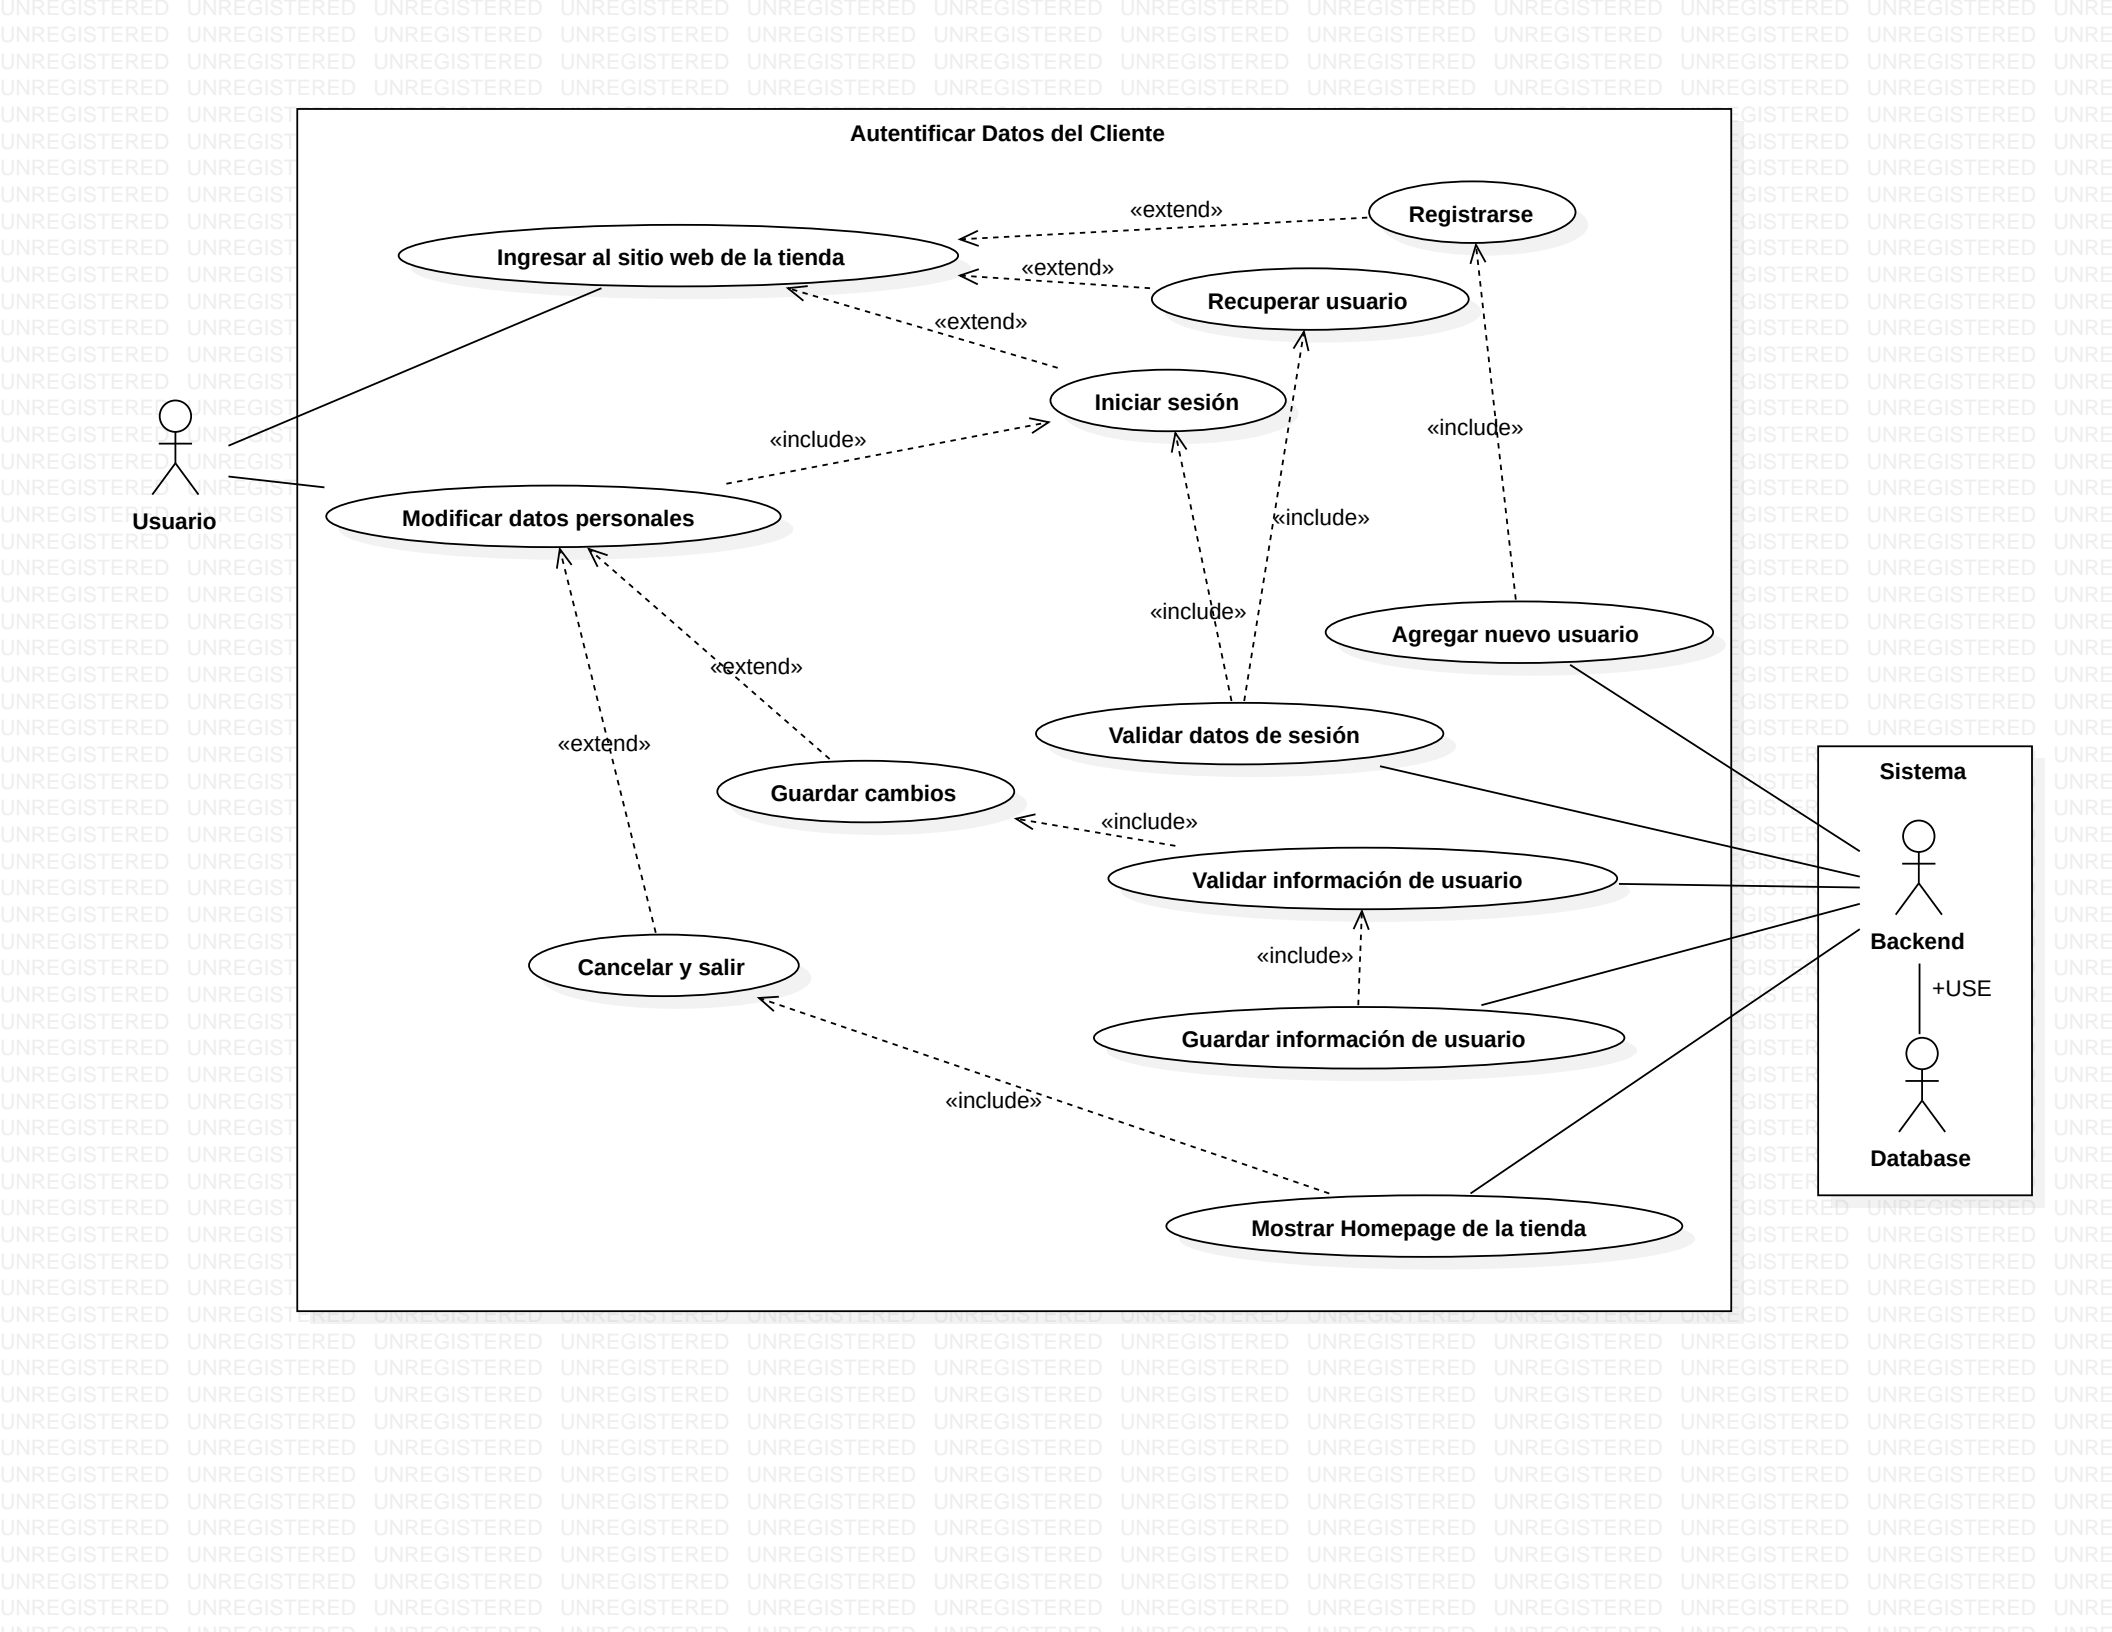 Autentificar Datos del Cliente
«extend»
Registrarse
Ingresar al sitio web de la tienda
«extend»
Recuperar usuario
«extend»
Iniciar sesión
«include»
«include»
Modificar datos personales
Usuario
«include»
«include»
Agregar nuevo usuario
«extend»
Validar datos de sesión
«extend»
Sistema
Guardar cambios
«include»
Validar información de usuario
Backend
«include»
Cancelar y salir
+USE
Guardar información de usuario
«include»
Database
Mostrar Homepage de la tienda
UNREGISTERED